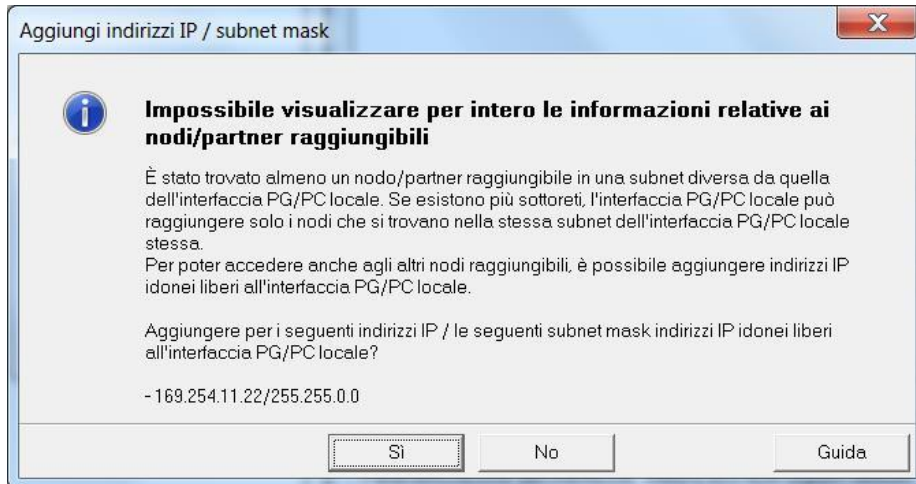 Aggiungi indirizzi IP / subnet mask
Impossibile visualizzare per intero le informazioni relative ai
nodi/partner raggiungibili
È stato trovato almeno un nodo/partner raggiungibile in una subnet diversa da quella
dell'interfaccia PG/PC locale. Se esistono più sottoreti, l'interfaccia PG/PC locale può
raggiungere solo i nodi che si trovano nella stessa subnet dell'interfaccia PG/PC locale
stessa.
Per poter accedere anche agli altri nodi raggiungibili, è possibile aggiungere indirizzi IP
idonei liberi all'interfaccia PG/PC locale.
Aggiungere per i seguenti indirizzi IP / le seguenti subnet mask indirizzi IP idonei liberi
all'interfaccia PG/PC locale?
- 169.254.11.22/255.255.0.0
Sì
No
Guida